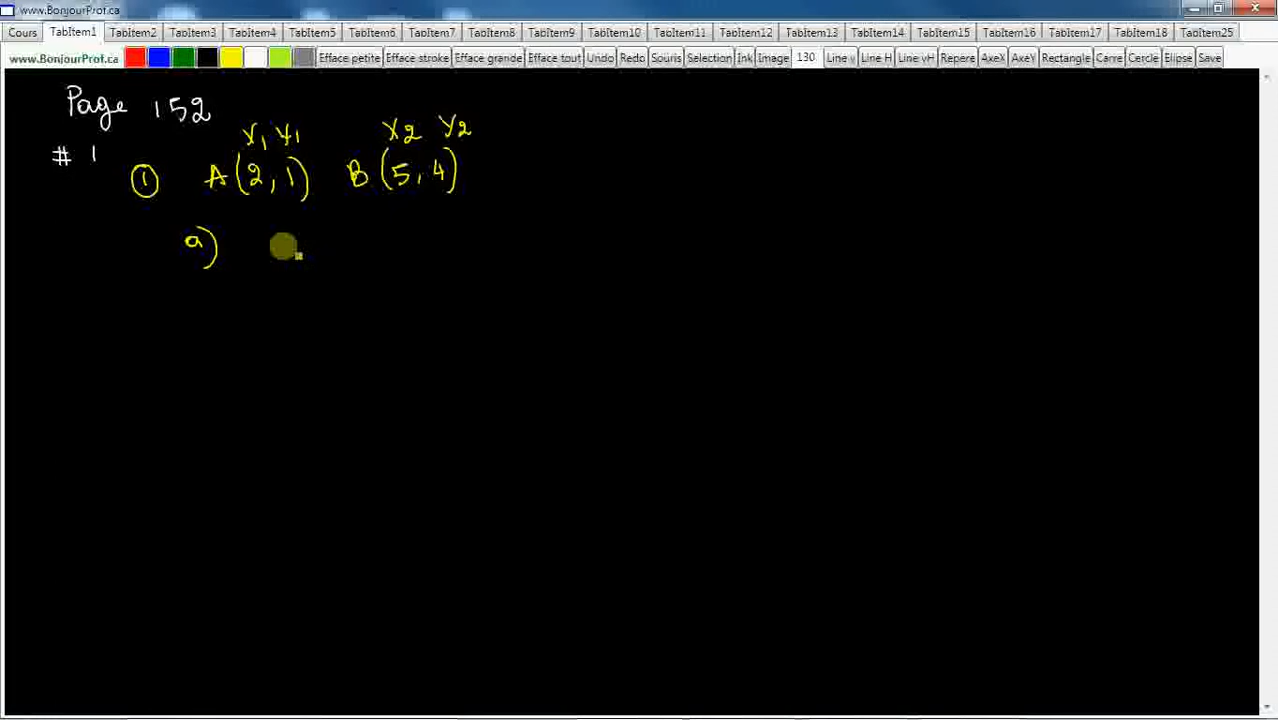 www.BonjourProf.ca
Cours TabItem1 TabItem2 TabItem3 TabItem4 TabItem5 TabItem6 TabItem7 TabItem8 TabItem9 TabItem10 TabItem11 TabItem12 TabItem13 TabItem14 TabItem15 TabItem16 TabItem17 TabItem18 TabItem25
www.BonjourProf.ca Efface petite Efface stroke Efface grande Efface tout Undo Redo Souris Selection Ink Image 130 Line v Line H Line vH Repere AxeX AxeY Rectangle Carre Cercle Elipse Save
Page 152
x1 y1 x2 y2
# 1
① A(2,1) B(5,4)
a)